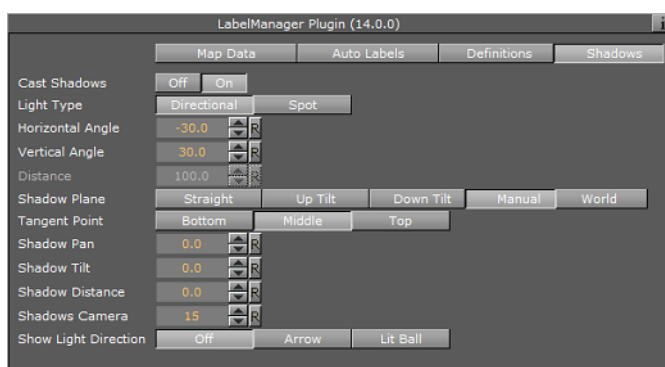 LabelManager Plugin (14.0.0)
Map Data Auto Labels Definitions Shadows
Cast Shadows Off On
Light Type Directional Spot
Horizontal Angle -30.0 R
Vertical Angle 30.0 R
Distance 100.0 R
Shadow Plane Straight Up Tilt Down Tilt Manual World
Tangent Point Bottom Middle Top
Shadow Pan 0.0 R
Shadow Tilt 0.0 R
Shadow Distance 0.0 R
Shadows Camera 15 R
Show Light Direction Off Arrow Lit Ball